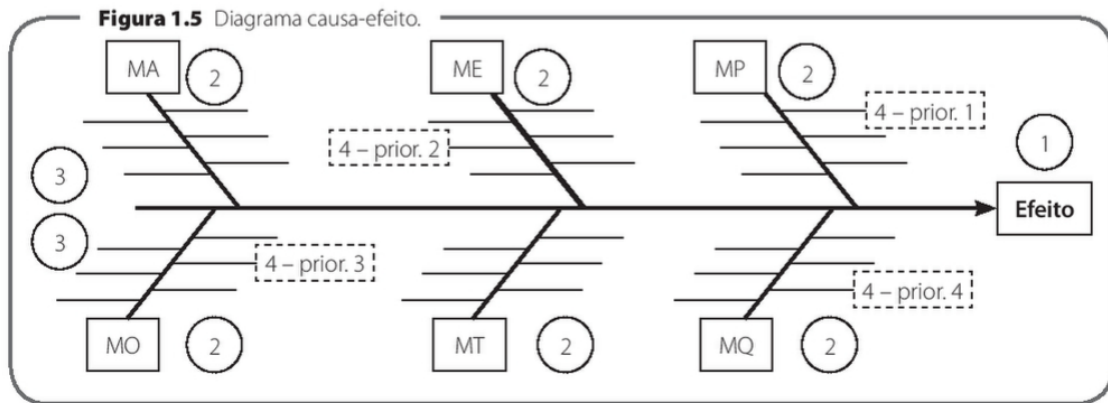 Figura 1.5 Diagrama causa-efeito.
MA 2 ME 2 MP 2
4 – prior. 1
4 – prior. 2
1
3
Efeito
3
4 – prior. 3
4 – prior. 4
MO 2 MT 2 MQ 2